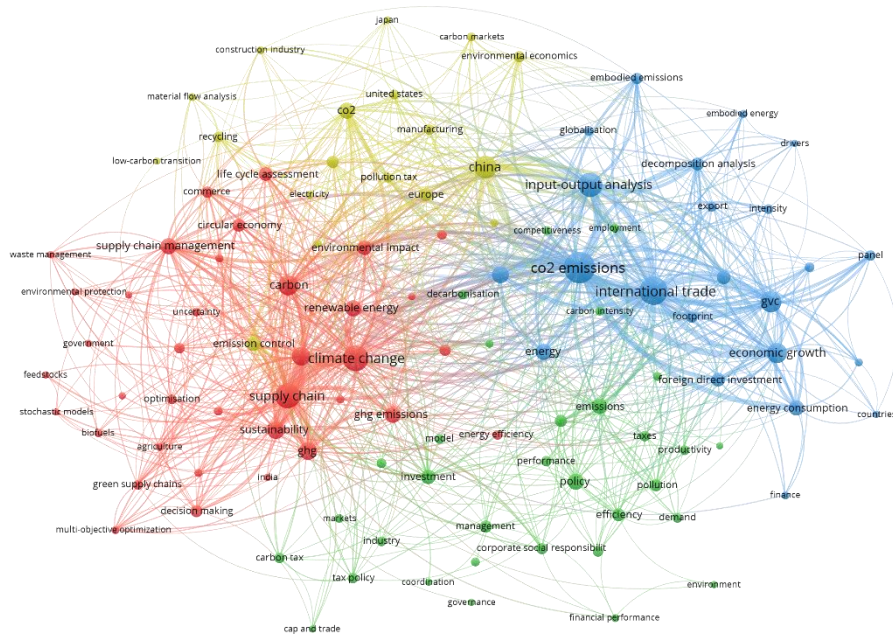 japan
carbon markets
construction industry
environmental economics
embodied emissions
material flow analysis
united states
co2
embodied energy
manufacturing
globalisation
recycling
drivers
low-carbon transition
life cycle assessment
china
decomposition analysis
pollution tax
input-output analysis
commerce
electricity
europe
export
intensity
circular economy
competitiveness
employment
supply chain management
environmental impact
waste management
panel
co2 emissions
carbon
decarbonisation
international trade
environmental protection
renewable energy
gvc
uncertainty
carbon intensity
footprint
government
emission control
climate change
energy
economic growth
feedstocks
foreign direct investment
supply chain
optimisation
stochastic models
ghg emissions
emissions
energy consumption
countries
biofuels
sustainability
energy efficiency
taxes
agriculture
ghg
model
productivity
performance
india
investment
policy
pollution
green supply chains
finance
decision making
markets
efficiency
demand
multi-objective optimization
management
industry
corporate social responsibilit
carbon tax
tax policy
coordination
environment
governance
financial performance
cap and trade